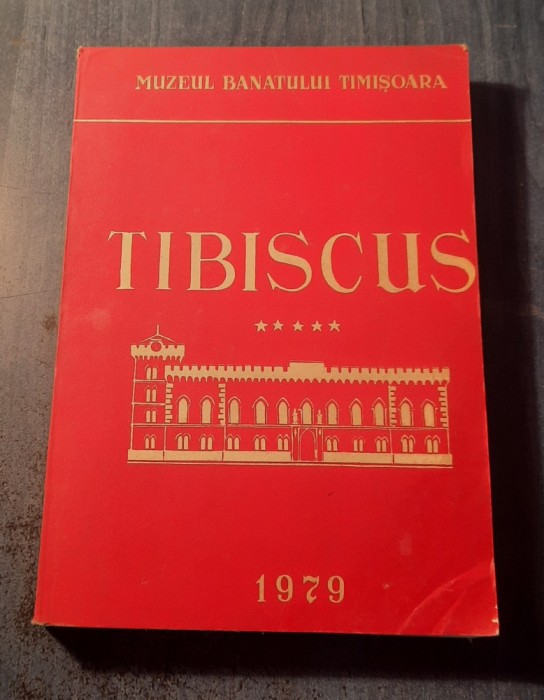 MUZEUL BANATULUI TIMIȘOARA
TIBISCUS
★★★★★
1979